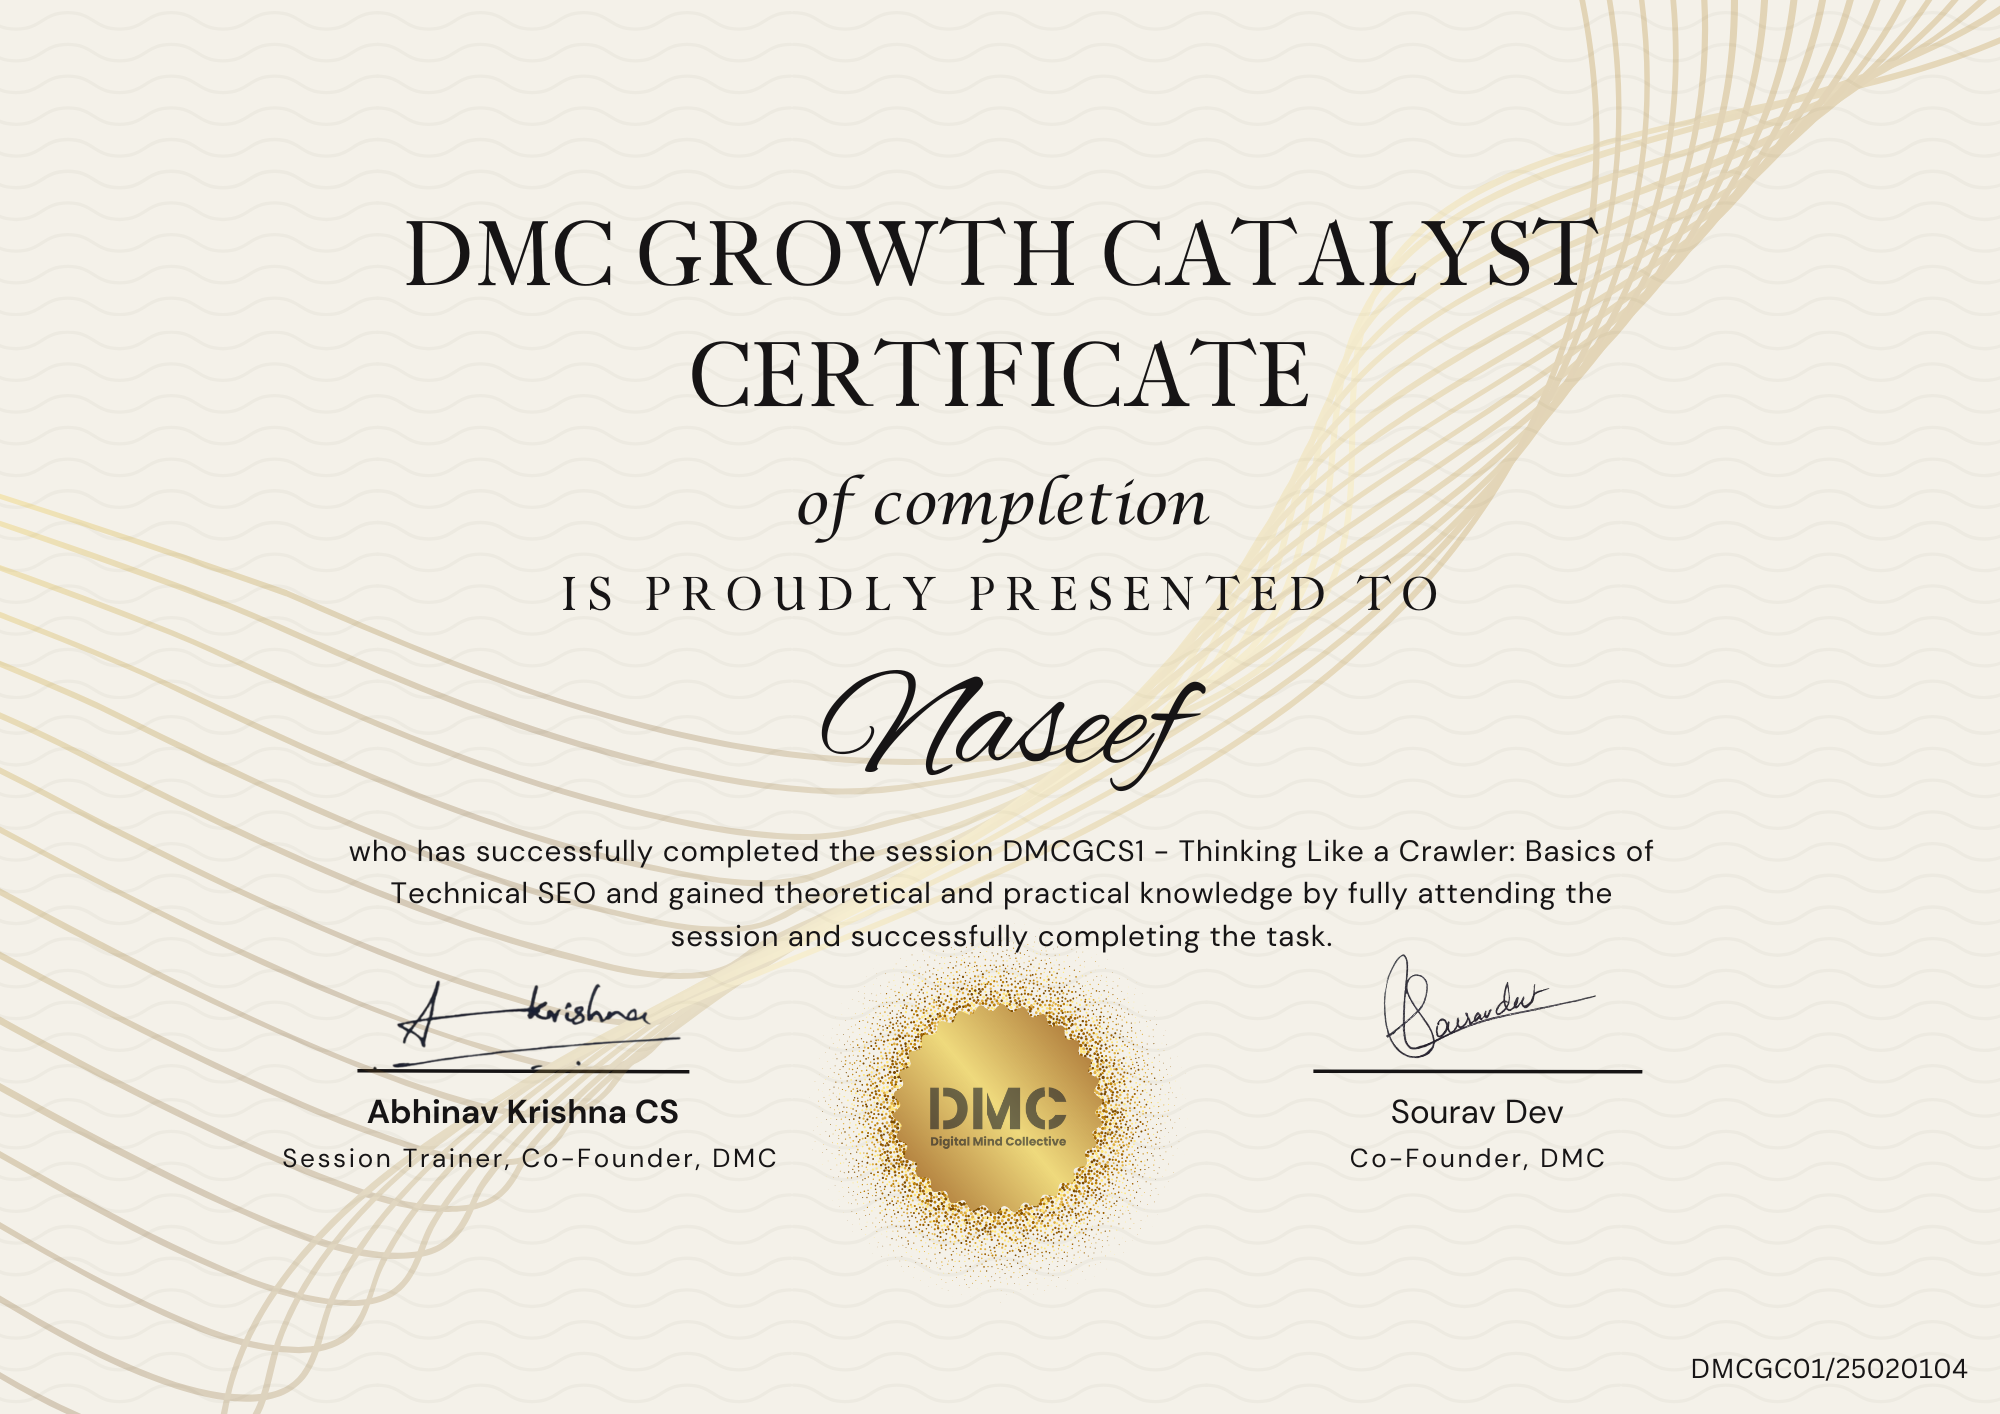 DMC GROWTH CATALYST
CERTIFICATE
of completion
IS PROUDLY PRESENTED TO
Naseef
who has successfully completed the session DMCGCS1 – Thinking Like a Crawler: Basics of
Technical SEO and gained theoretical and practical knowledge by fully attending the
session and successfully completing the task.
A Krishna
Souravdev
Abhinav Krishna CS
Session Trainer, Co-Founder, DMC
DMC
Digital Mind Collective
Sourav Dev
Co-Founder, DMC
DMCGC01/25020104